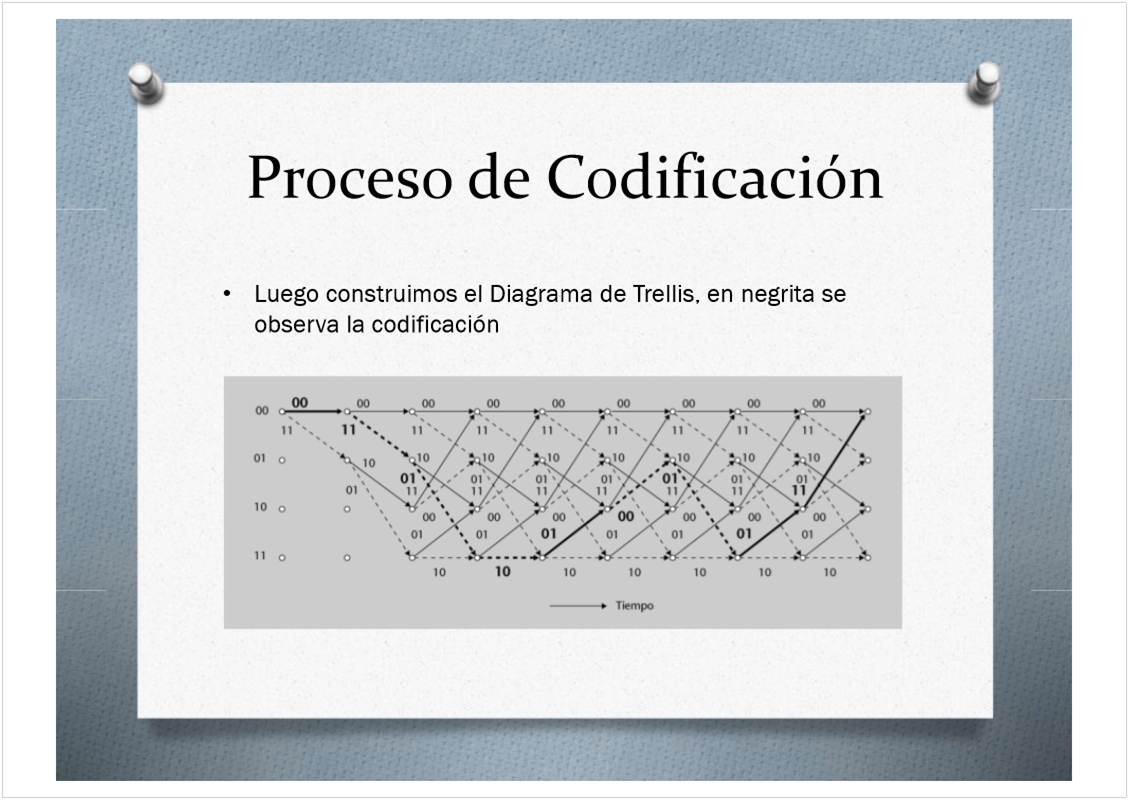 Proceso de Codificación
• Luego construimos el Diagrama de Trellis, en negrita se
observa la codificación
00 00 00 00 00 00 00 00 00 00
11 11 11 11 11 11 11 11 11
01 10 10 10 10 10 10 10 10
01 01 01 01 01 01 01 01
11 11 11 11 11 11 11
10
00 00 00 00 00 00 00
01 01 01 01 01 01 01
11
10 10 10 10 10 10 10
Tiempo